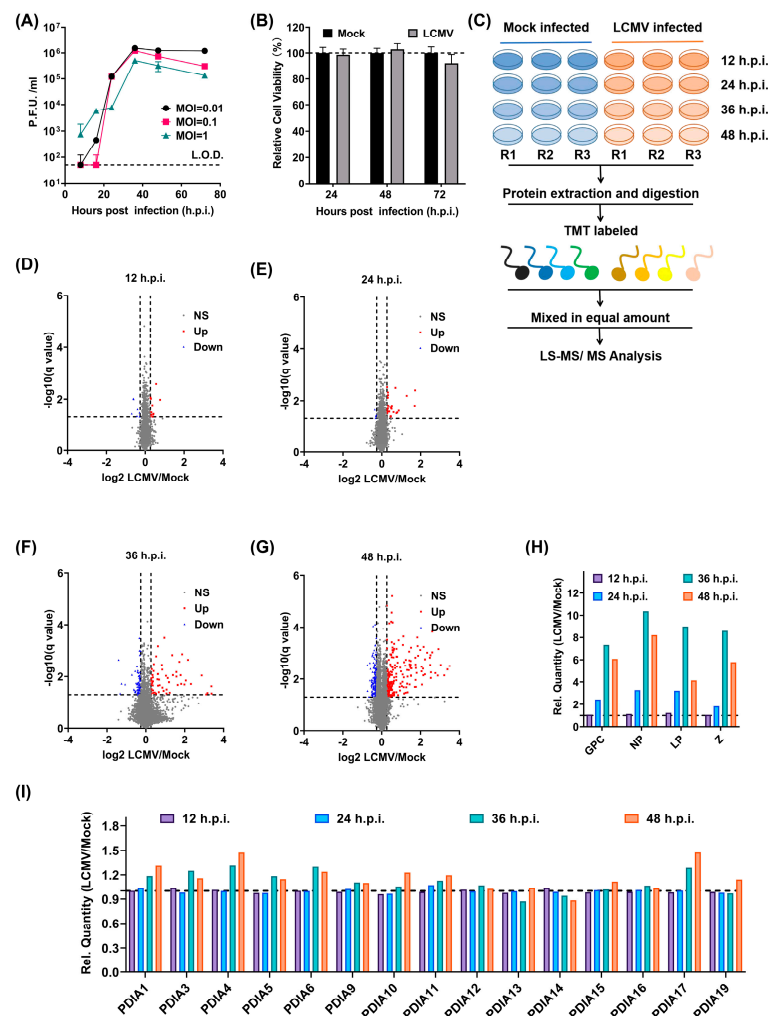 (A)
P.F.U. /ml
10⁷
10⁶
10⁵
10⁴
10³
10²
10¹
MOI=0.01
MOI=0.1
MOI=1
L.O.D.
0 20 40 60 80
Hours post infection (h.p.i.)
(B)
Mock LCMV
Relative Cell Viability (%)
140
120
100
80
60
40
20
0
24 48 72
Hours post infection (h.p.i.)
(C)
Mock infected LCMV infected
12 h.p.i.
24 h.p.i.
36 h.p.i.
48 h.p.i.
R1 R2 R3 R1 R2 R3
Protein extraction and digestion
TMT labeled
Mixed in equal amount
LS-MS/ MS Analysis
(D)
12 h.p.i.
-log10(q value)
6
4
2
0
NS
Up
Down
-4 -2 0 2 4
log2 LCMV/Mock
(E)
24 h.p.i.
-log10(q value)
6
4
2
0
NS
Up
Down
-4 -2 0 2 4
log2 LCMV/Mock
(F)
36 h.p.i.
-log10(q value)
6
4
2
0
NS
Up
Down
-4 -2 0 2 4
log2 LCMV/Mock
(G)
48 h.p.i.
-log10(q value)
6
4
2
0
NS
Up
Down
-4 -2 0 2 4
log2 LCMV/Mock
(H)
12 h.p.i. 36 h.p.i.
24 h.p.i. 48 h.p.i.
Rel. Quantity (LCMV/Mock)
12
10
8
6
4
2
0
GPC NP LP Z
(I)
12 h.p.i. 24 h.p.i. 36 h.p.i. 48 h.p.i.
Rel. Quantity (LCMV/Mock)
1.8
1.5
1.2
0.9
0.6
0.3
0.0
PDIA1 PDIA3 PDIA4 PDIA5 PDIA6 PDIA9 PDIA10 PDIA11 PDIA12 PDIA13 PDIA14 PDIA15 PDIA16 PDIA17 PDIA19